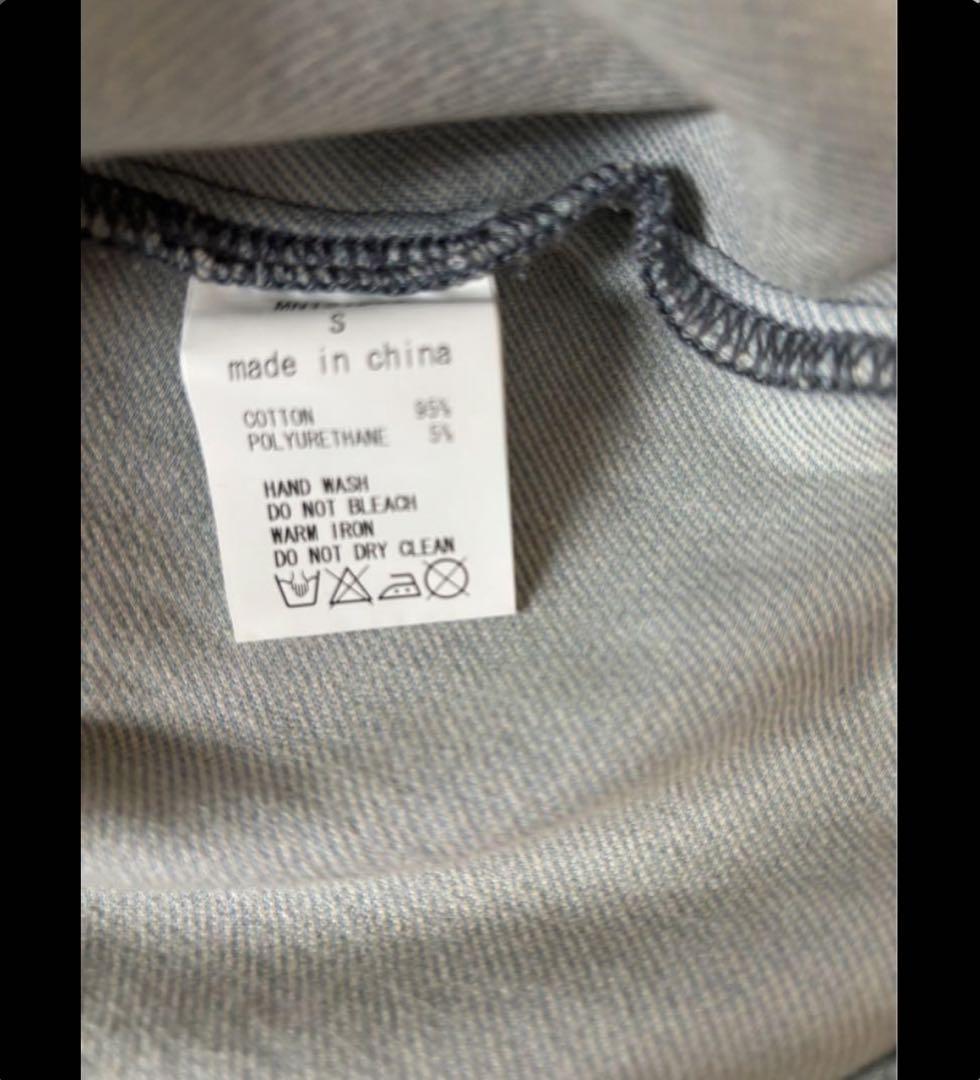 S
made in china
COTTON 95%
POLYURETHANE 5%
HAND WASH
DO NOT BLEACH
WARM IRON
DO NOT DRY CLEAN